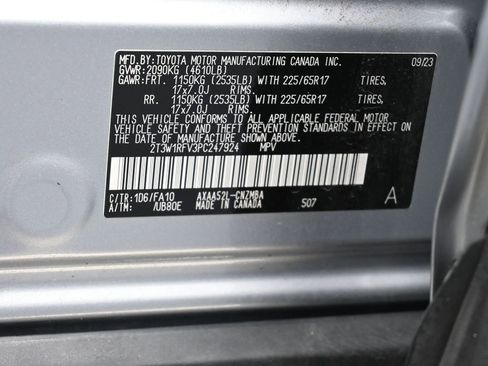 MFD.BY:TOYOTA MOTOR MANUFACTURING CANADA INC. 09/23
GVWR:2090KG (4610LB)
GAWR:FRT. 1150KG (2535LB) WITH 225/65R17 TIRES,
17x7.0J RIMS.
RR. 1150KG (2535LB) WITH 225/65R17 TIRES,
17x7.0J RIMS.
THIS VEHICLE CONFORMS TO ALL APPLICABLE FEDERAL MOTOR
VEHICLE SAFETY AND BUMPER STANDARDS IN EFFECT ON
THE DATE OF MANUFACTURE SHOWN ABOVE.
2T3W1RFV3PC247924 MPV
C/TR:1D6/FA10 AXAA52L-CNZMBA A
A/TM: /UB80E MADE IN CANADA 507